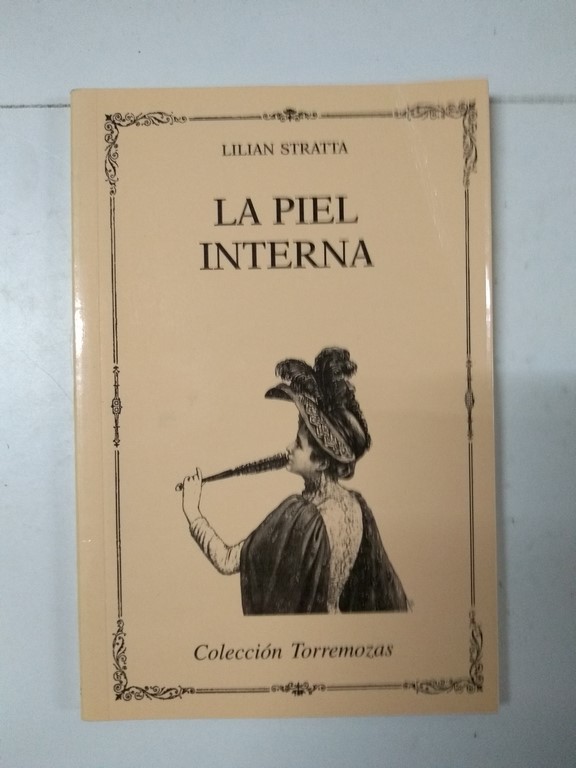 LILIAN STRATTA
LA PIEL
INTERNA
Colección Torremozas